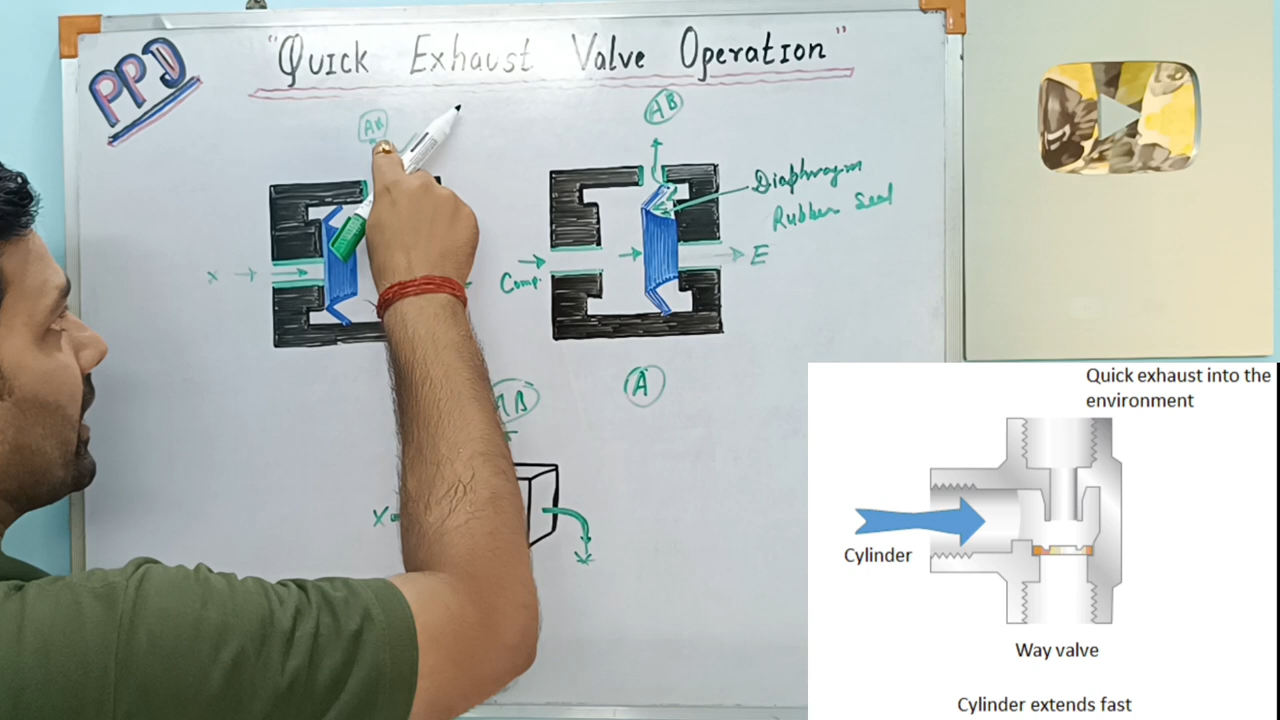 PPD
"Quick Exhaust Valve Operation"
AB
Diaphragm
Rubber Seal
x
Comp.
E
A
AB
X
Quick exhaust into the
environment
Cylinder
Way valve
Cylinder extends fast